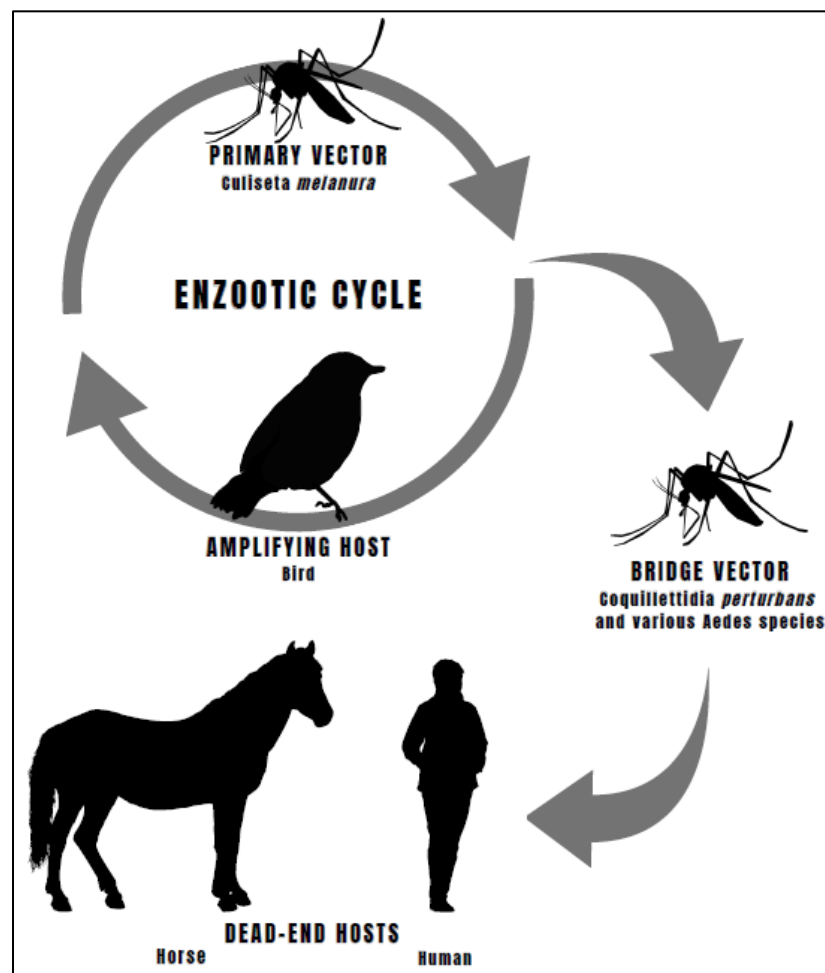 PRIMARY VECTOR
Culiseta melanura
ENZOOTIC CYCLE
AMPLIFYING HOST
Bird
BRIDGE VECTOR
Coquillettidia perturbans
and various Aedes species
DEAD-END HOSTS
Horse
Human